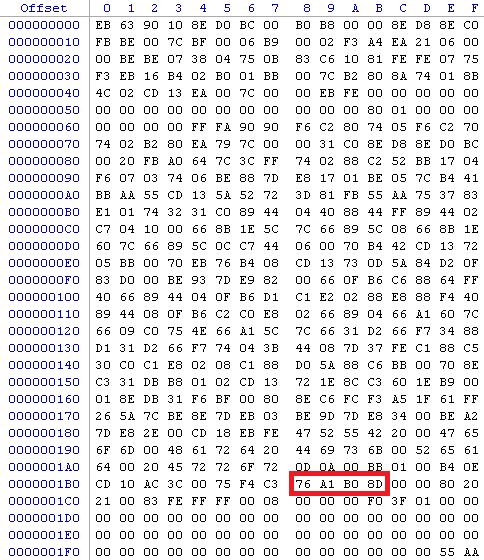 Offset 0 1 2 3 4 5 6 7 8 9 A B C D E F
000000000 EB 63 90 10 8E D0 BC 00 B0 B8 00 00 8E D8 8E C0
000000010 FB BE 00 7C BF 00 06 B9 00 02 F3 A4 EA 21 06 00
000000020 00 BE BE 07 38 04 75 0B 83 C6 10 81 FE FE 07 75
000000030 F3 EB 16 B4 02 B0 01 BB 00 7C B2 80 8A 74 01 8B
000000040 4C 02 CD 13 EA 00 7C 00 00 EB FE 00 00 00 00 00
000000050 00 00 00 00 00 00 00 00 00 00 00 80 01 00 00 00
000000060 00 00 00 00 FF FA 90 90 F6 C2 80 74 05 F6 C2 70
000000070 74 02 B2 80 EA 79 7C 00 00 31 C0 8E D8 8E D0 BC
000000080 00 20 FB A0 64 7C 3C FF 74 02 88 C2 52 BB 17 04
000000090 F6 07 03 74 06 BE 88 7D E8 17 01 BE 05 7C B4 41
0000000A0 BB AA 55 CD 13 5A 52 72 3D 81 FB 55 AA 75 37 83
0000000B0 E1 01 74 32 31 C0 89 44 04 40 88 44 FF 89 44 02
0000000C0 C7 04 10 00 66 8B 1E 5C 7C 66 89 5C 08 66 8B 1E
0000000D0 60 7C 66 89 5C 0C C7 44 06 00 70 B4 42 CD 13 72
0000000E0 05 BB 00 70 EB 76 B4 08 CD 13 73 0D 5A 84 D2 0F
0000000F0 83 D0 00 BE 93 7D E9 82 00 66 0F B6 C6 88 64 FF
000000100 40 66 89 44 04 0F B6 D1 C1 E2 02 88 E8 88 F4 40
000000110 89 44 08 0F B6 C2 C0 E8 02 66 89 04 66 A1 60 7C
000000120 66 09 C0 75 4E 66 A1 5C 7C 66 31 D2 66 F7 34 88
000000130 D1 31 D2 66 F7 74 04 3B 44 08 7D 37 FE C1 88 C5
000000140 30 C0 C1 E8 02 08 C1 88 D0 5A 88 C6 BB 00 70 8E
000000150 C3 31 DB B8 01 02 CD 13 72 1E 8C C3 60 1E B9 00
000000160 01 8E DB 31 F6 BF 00 80 8E C6 FC F3 A5 1F 61 FF
000000170 26 5A 7C BE 8E 7D EB 03 BE 9D 7D E8 34 00 BE A2
000000180 7D E8 2E 00 CD 18 EB FE 47 52 55 42 20 00 47 65
000000190 6F 6D 00 48 61 72 64 20 44 69 73 6B 00 52 65 61
0000001A0 64 00 20 45 72 72 6F 72 0D 0A 00 BB 01 00 B4 0E
0000001B0 CD 10 AC 3C 00 75 F4 C3 76 A1 B0 8D 00 00 80 20
0000001C0 21 00 83 FE FF FF 00 08 00 00 00 F0 3F 01 00 00
0000001D0 00 00 00 00 00 00 00 00 00 00 00 00 00 00 00 00
0000001E0 00 00 00 00 00 00 00 00 00 00 00 00 00 00 00 00
0000001F0 00 00 00 00 00 00 00 00 00 00 00 00 00 00 55 AA